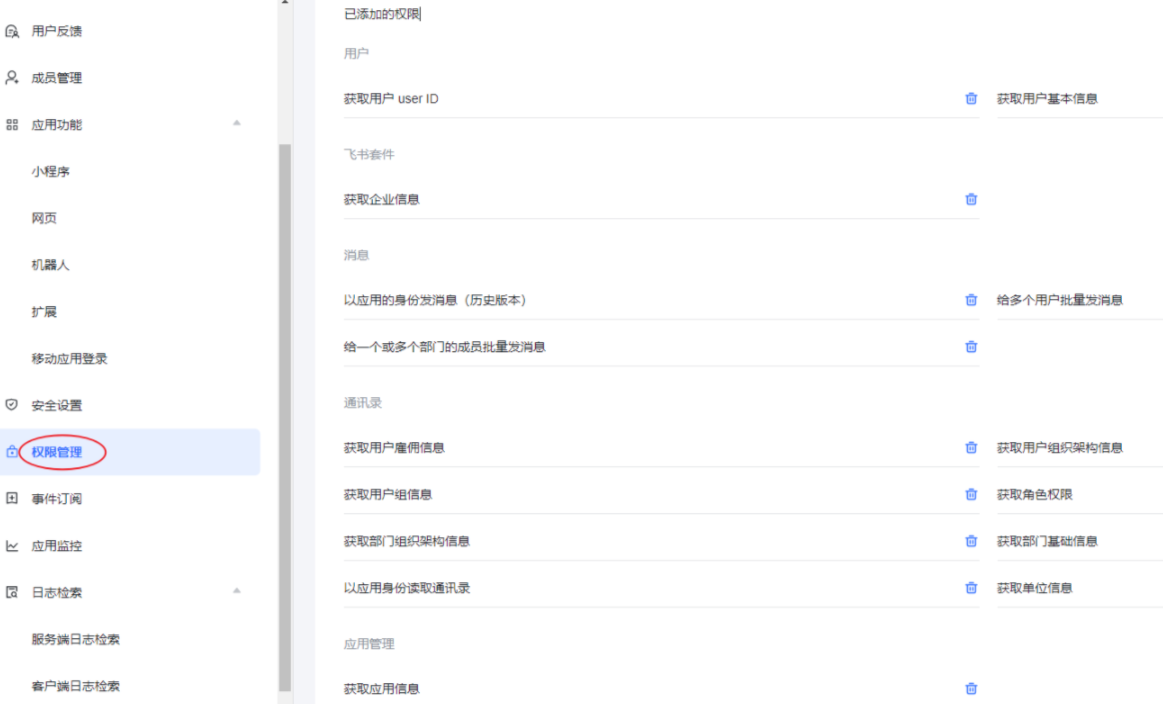 用户反馈
成员管理
应用功能
小程序
网页
机器人
扩展
移动应用登录
安全设置
权限管理
事件订阅
应用监控
日志检索
服务端日志检索
客户端日志检索
已添加的权限
用户
获取用户 user ID
获取用户基本信息
飞书套件
获取企业信息
消息
以应用的身份发消息（历史版本）
给多个用户批量发消息
给一个或多个部门的成员批量发消息
通讯录
获取用户雇佣信息
获取用户组织架构信息
获取用户组信息
获取角色权限
获取部门组织架构信息
获取部门基础信息
以应用身份读取通讯录
获取单位信息
应用管理
获取应用信息